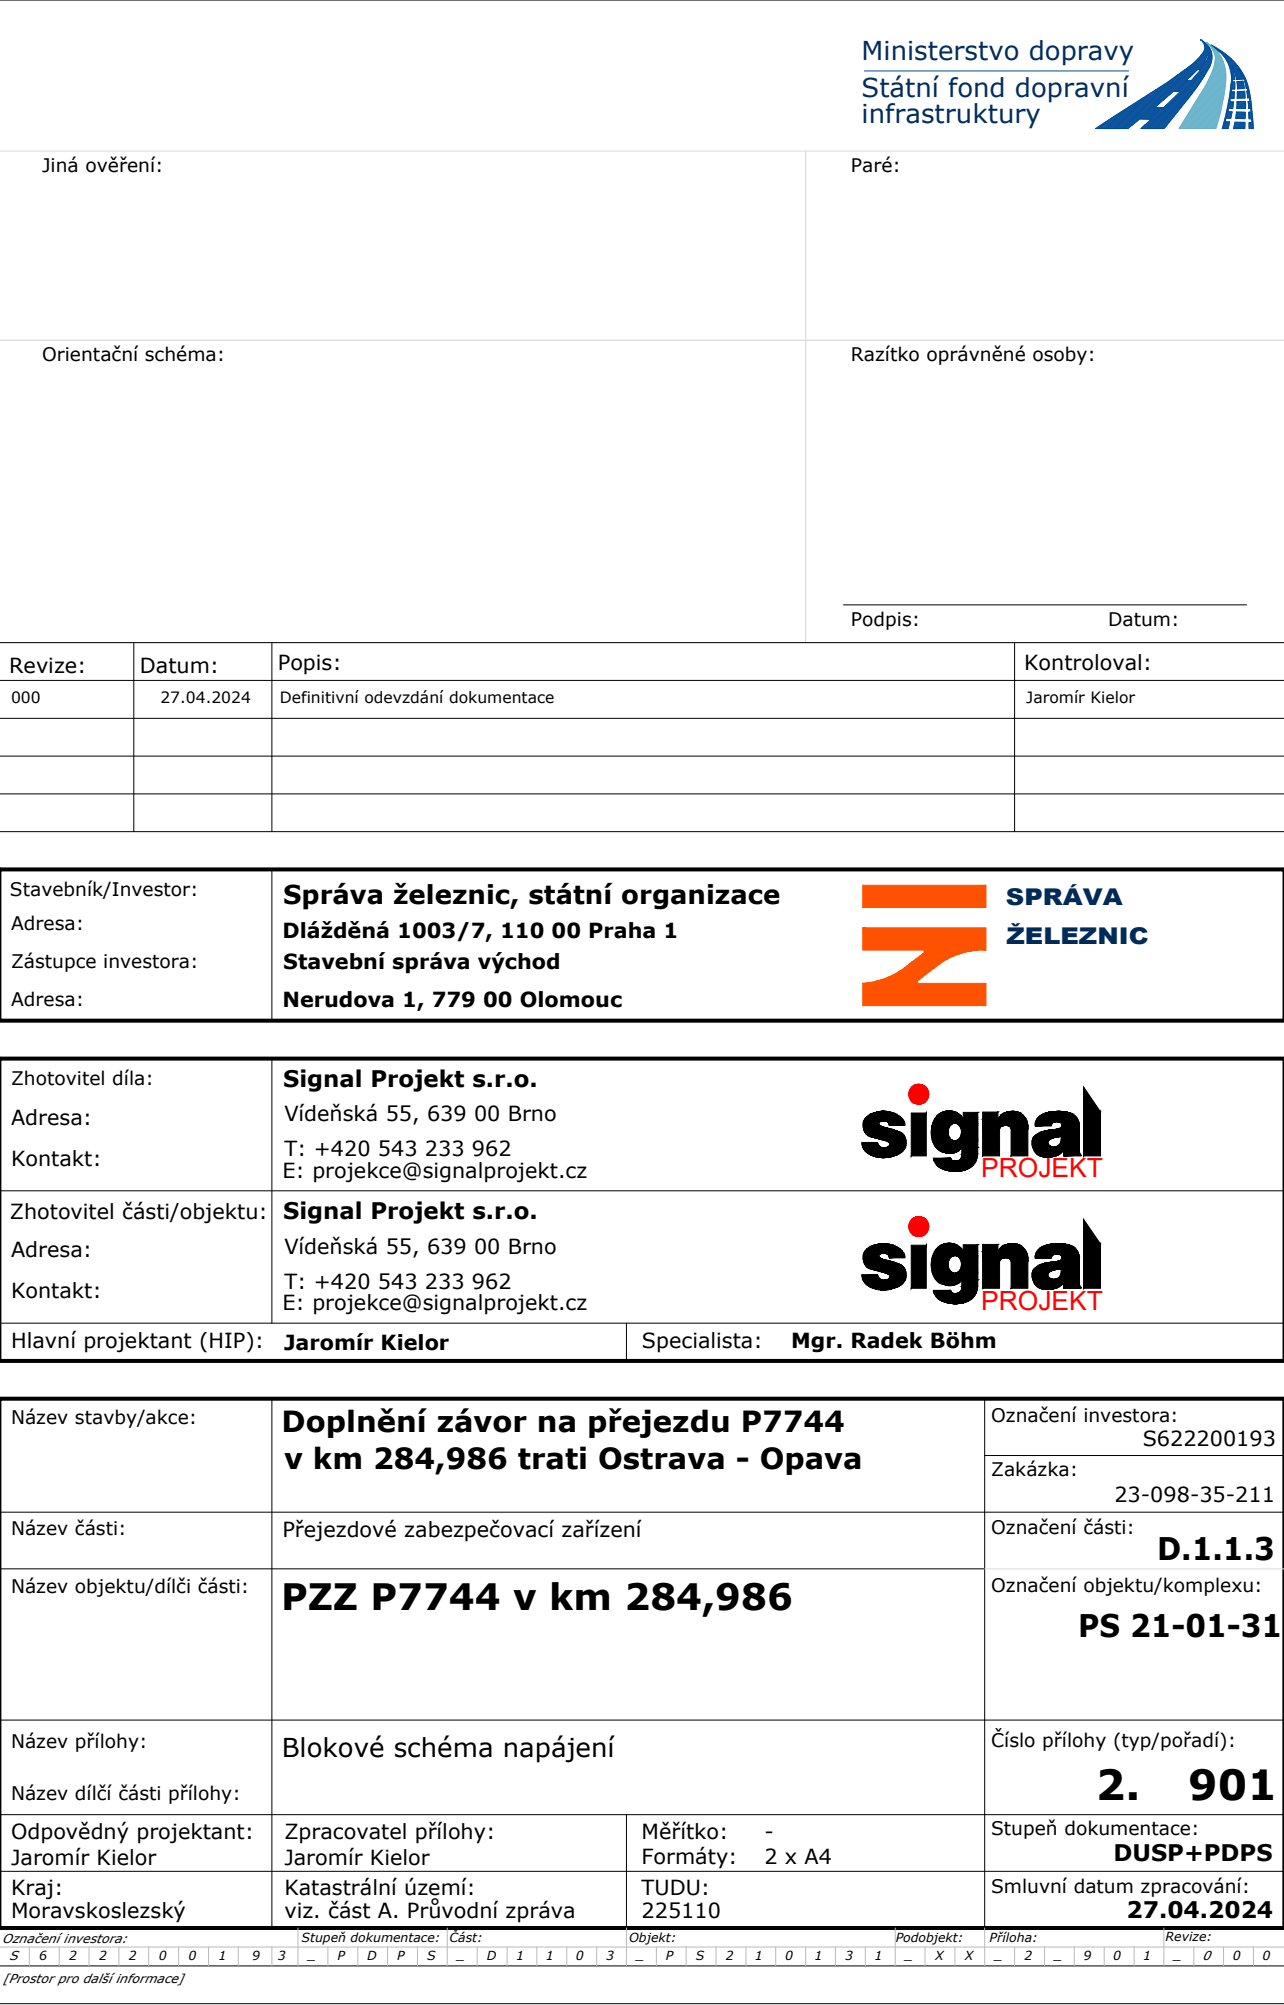 Ministerstvo dopravy
Státní fond dopravní
infrastruktury
Jiná ověření:
Paré:
Orientační schéma:
Razítko oprávněné osoby:
Podpis: Datum:
Revize: Datum: Popis: Kontroloval:
000 27.04.2024 Definitivní odevzdání dokumentace Jaromír Kielor
Stavebník/Investor: Správa železnic, státní organizace
Adresa: Dlážděná 1003/7, 110 00 Praha 1
Zástupce investora: Stavební správa východ
Adresa: Nerudova 1, 779 00 Olomouc
SPRÁVA
ŽELEZNIC
Zhotovitel díla: Signal Projekt s.r.o.
Adresa: Vídeňská 55, 639 00 Brno
Kontakt: T: +420 543 233 962
E: projekce@signalprojekt.cz
signal
PROJEKT
Zhotovitel části/objektu: Signal Projekt s.r.o.
Adresa: Vídeňská 55, 639 00 Brno
Kontakt: T: +420 543 233 962
E: projekce@signalprojekt.cz
signal
PROJEKT
Hlavní projektant (HIP): Jaromír Kielor Specialista: Mgr. Radek Böhm
Název stavby/akce: Doplnění závor na přejezdu P7744
v km 284,986 trati Ostrava - Opava
Označení investora:
S622200193
Zakázka:
23-098-35-211
Název části: Přejezdové zabezpečovací zařízení
Označení části:
D.1.1.3
Název objektu/dílči části: PZZ P7744 v km 284,986
Označení objektu/komplexu:
PS 21-01-31
Název přílohy: Blokové schéma napájení
Název dílčí části přílohy:
Číslo přílohy (typ/pořadí):
2. 901
Odpovědný projektant: Zpracovatel přílohy: Měřítko: -
Jaromír Kielor Jaromír Kielor Formáty: 2 x A4
Stupeň dokumentace:
DUSP+PDPS
Kraj: Katastrální území: TUDU:
Moravskoslezský viz. část A. Průvodní zpráva 225110
Smluvní datum zpracování:
27.04.2024
Označení investora: Stupeň dokumentace: Část: Objekt: Podobjekt: Příloha: Revize:
S 6 2 2 2 0 0 1 9 3 _ P D P S _ D 1 1 0 3 _ P S 2 1 0 1 3 1 _ X X _ 2 _ 9 0 1 _ 0 0 0
[Prostor pro další informace]